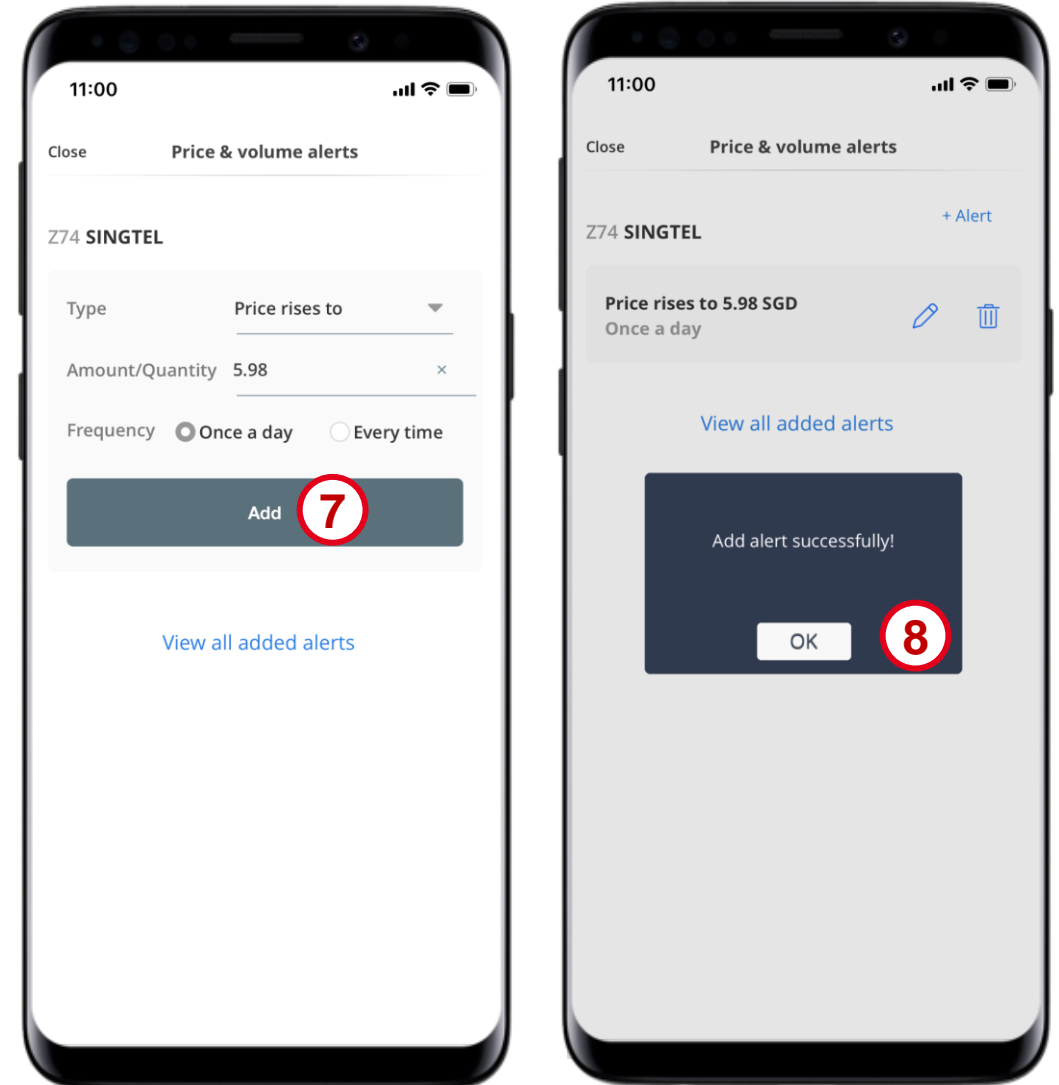 11:00
Close Price & volume alerts
Z74 SINGTEL
Type Price rises to
Amount/Quantity 5.98 ×
Frequency Once a day Every time
Add 7
View all added alerts
11:00
Close Price & volume alerts
+ Alert
Z74 SINGTEL
Price rises to 5.98 SGD
Once a day
View all added alerts
Add alert successfully!
OK 8